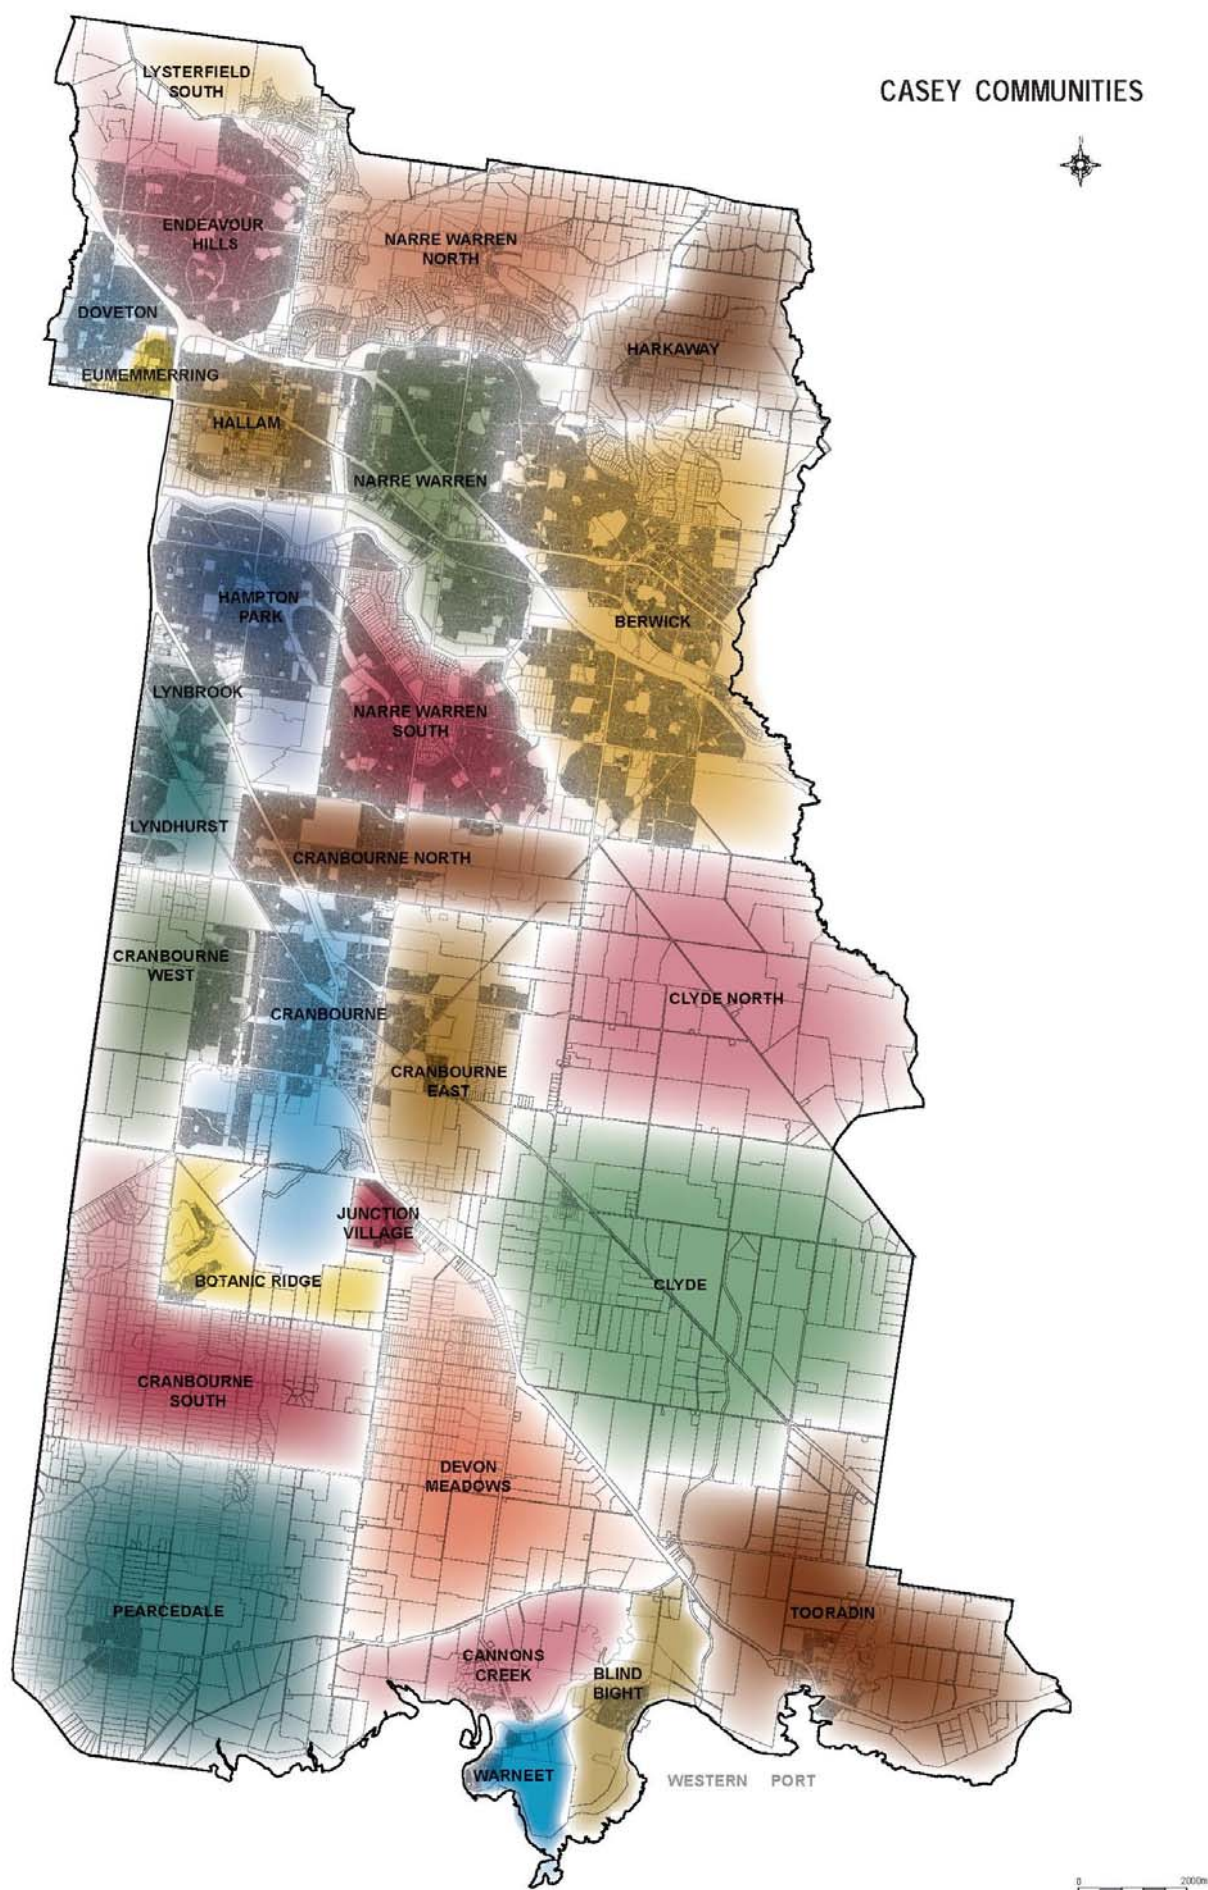 LYSTERFIELD
SOUTH
CASEY COMMUNITIES
N
ENDEAVOUR
HILLS
NARRE WARREN
NORTH
DOVETON
HARKAWAY
EUMEMMERRING
HALLAM
NARRE WARREN
HAMPTON
PARK
BERWICK
LYNBROOK
NARRE WARREN
SOUTH
LYNDHURST
CRANBOURNE NORTH
CRANBOURNE
WEST
CLYDE NORTH
CRANBOURNE
CRANBOURNE
EAST
JUNCTION
VILLAGE
BOTANIC RIDGE
CLYDE
CRANBOURNE
SOUTH
DEVON
MEADOWS
PEARCEDALE
TOORADIN
CANNONS
CREEK
BLIND
BIGHT
WARNEET
WESTERN PORT
0 2000m